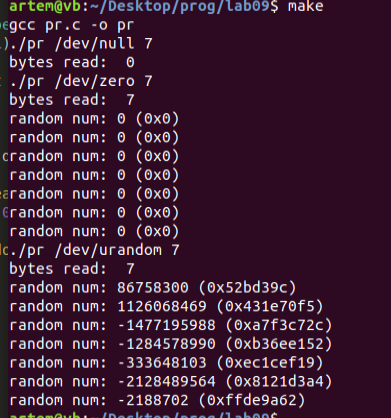 artem@vb:~/Desktop/prog/lab09$ make
gcc pr.c -o pr
./pr /dev/null 7
bytes read:  0
./pr /dev/zero 7
bytes read:  7
random num: 0 (0x0)
random num: 0 (0x0)
random num: 0 (0x0)
random num: 0 (0x0)
random num: 0 (0x0)
random num: 0 (0x0)
random num: 0 (0x0)
./pr /dev/urandom 7
bytes read:  7
random num: 86758300 (0x52bd39c)
random num: 1126068469 (0x431e70f5)
random num: -1477195988 (0xa7f3c72c)
random num: -1284578990 (0xb36ee152)
random num: -333648103 (0xec1cef19)
random num: -2128489564 (0x8121d3a4)
random num: -2188702 (0xffde9a62)
artem@vb:~/Desktop/prog/lab09$